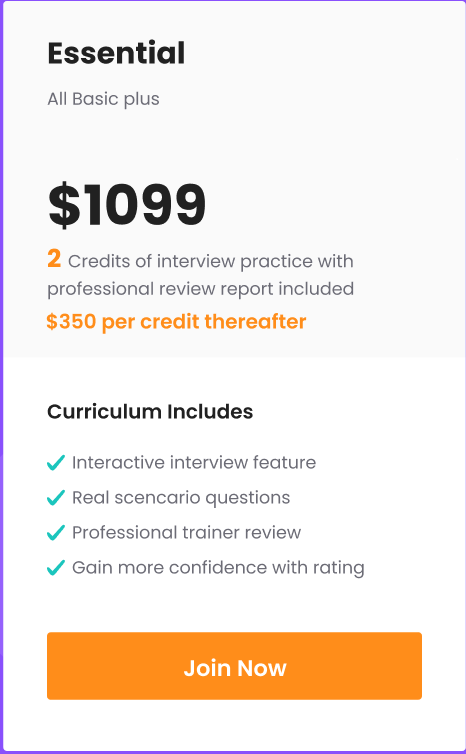 Essential
All Basic plus
$1099
2 Credits of interview practice with
professional review report included
$350 per credit thereafter
Curriculum Includes
Interactive interview feature
Real scencario questions
Professional trainer review
Gain more confidence with rating
Join Now